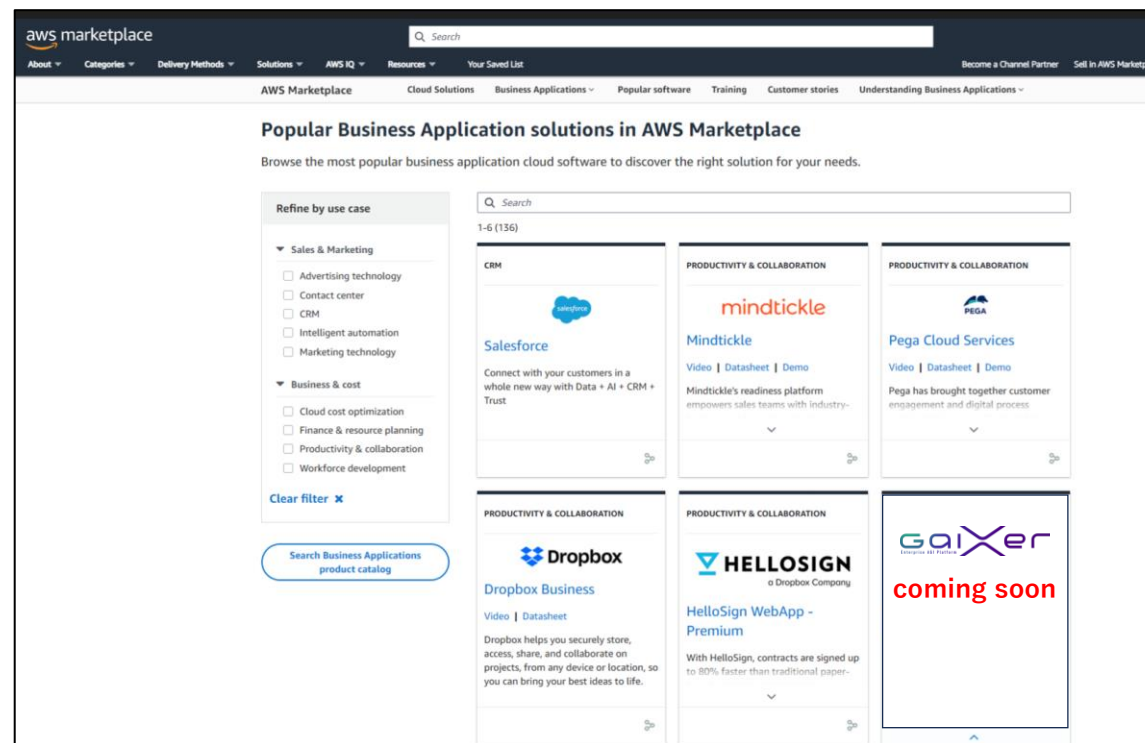 aws marketplace
Search
About
Categories
Delivery Methods
Solutions
AWS IQ
Resources
Your Saved List
Become a Channel Partner
Sell in AWS Marketp
AWS Marketplace
Cloud Solutions
Business Applications
Popular software
Training
Customer stories
Understanding Business Applications
Popular Business Application solutions in AWS Marketplace
Browse the most popular business application cloud software to discover the right solution for your needs.
Refine by use case
Sales & Marketing
Advertising technology
Contact center
CRM
Intelligent automation
Marketing technology
Business & cost
Cloud cost optimization
Finance & resource planning
Productivity & collaboration
Workforce development
Clear filter
Search Business Applications
product catalog
Search
1-6 (136)
CRM
salesforce
Salesforce
Connect with your customers in a
whole new way with Data + AI + CRM +
Trust
PRODUCTIVITY & COLLABORATION
mindtickle
Mindtickle
Video | Datasheet | Demo
Mindtickle's readiness platform
empowers sales teams with industry-
PRODUCTIVITY & COLLABORATION
PEGA
Pega Cloud Services
Video | Datasheet | Demo
Pega has brought together customer
engagement and digital process
PRODUCTIVITY & COLLABORATION
Dropbox
Dropbox Business
Video | Datasheet
Dropbox helps you securely store,
access, share, and collaborate on
projects, from any device or location, so
you can bring your best ideas to life.
PRODUCTIVITY & COLLABORATION
HELLOSIGN
a Dropbox Company
HelloSign WebApp -
Premium
With HelloSign, contracts are signed up
to 80% faster than traditional paper-
GaiXer
coming soon